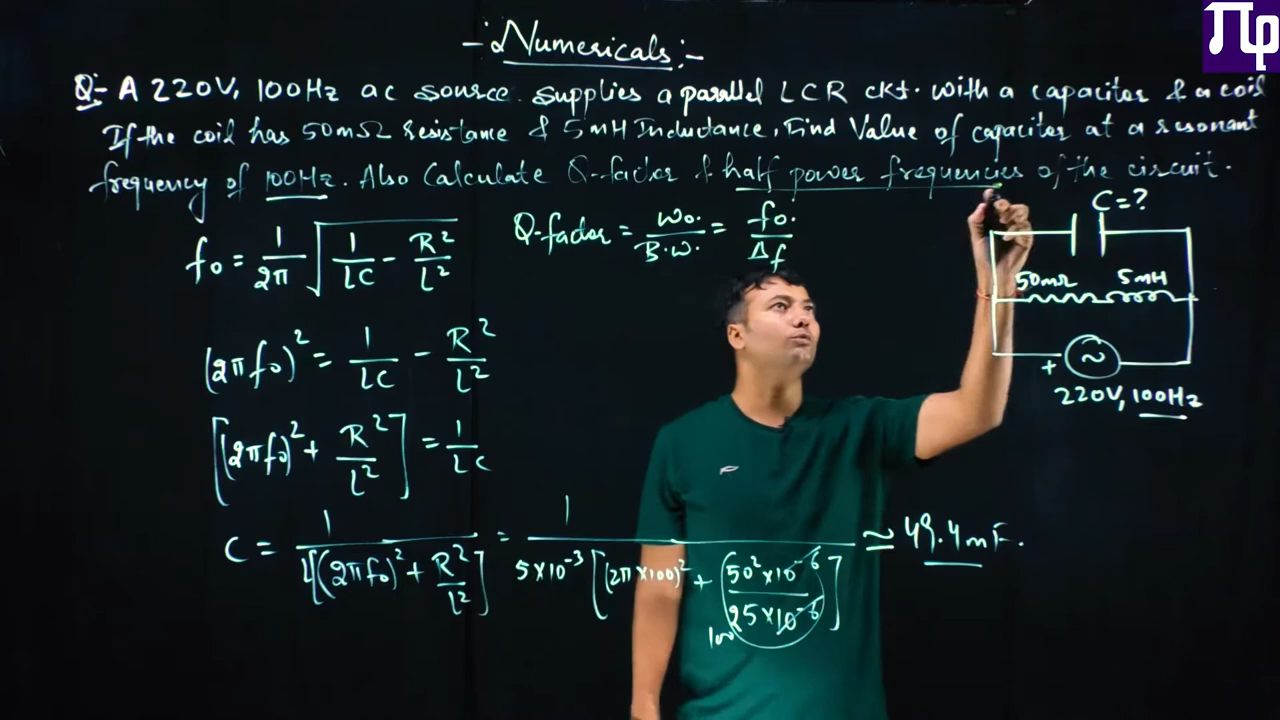 -: Numericals :-
Πφ
Q:- A 220V, 100Hz ac source. supplies a parallel LCR ckt. with a capacitor & a coil
If the coil has 50mΩ resistance & 5mH Inductance, Find Value of capacitor at a resonant
frequency of 100Hz. Also Calculate Q-factor & half power frequencies of the circuit.
f₀ = 1/2π √(1/LC - R²/L²)
Q-factor = ω₀/B.W. = f₀/Δf
C=?
50mΩ 5mH
+ ~
220V, 100Hz
(2πf₀)² = 1/LC - R²/L²
[(2πf₀)² + R²/L²] = 1/LC
C = 1/L[(2πf₀)² + R²/L²] = 1/5×10⁻³[(2π×100)² + (50²×10⁻⁶/25×10⁻⁶)] ≈ 49.4mF.
100